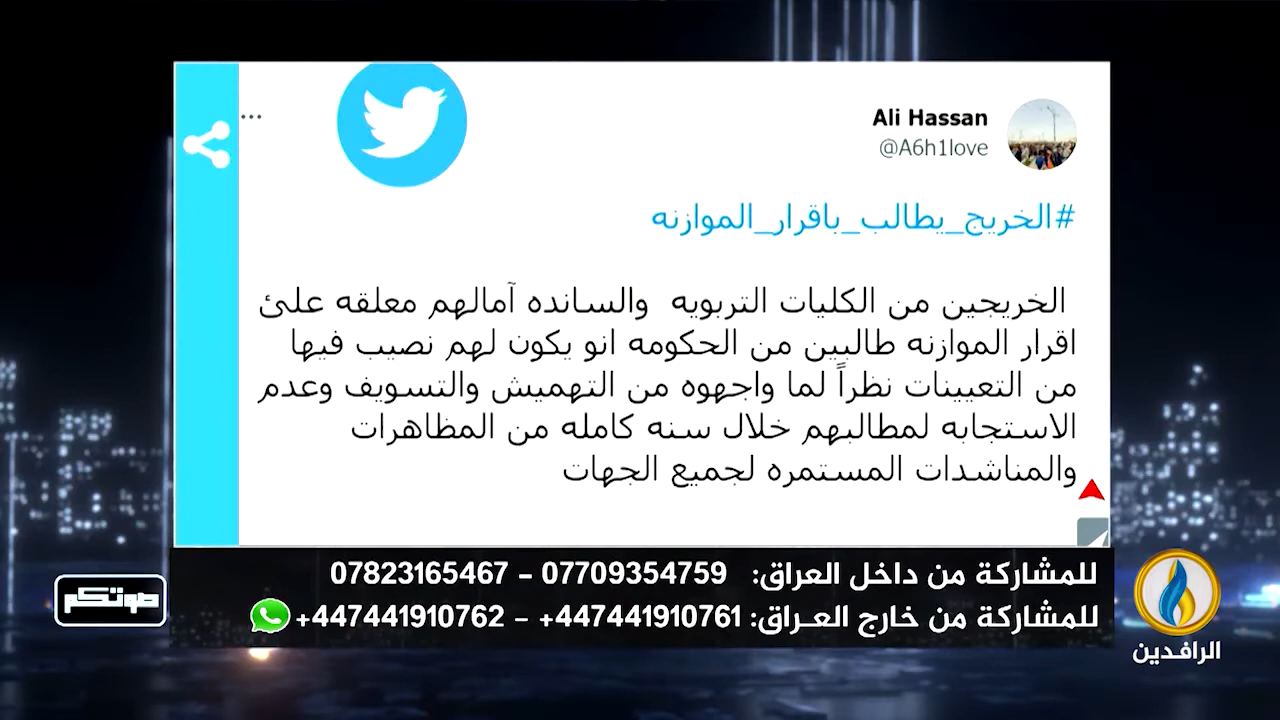 Ali Hassan
@A6h1love
#الخريج_يطالب_باقرار_الموازنه
الخريجين من الكليات التربويه والسانده آمالهم معلقه علئ
اقرار الموازنه طالبين من الحكومه انو يكون لهم نصيب فيها
من التعيينات نظراً لما واجهوه من التهميش والتسويف وعدم
الاستجابه لمطالبهم خلال سنه كامله من المظاهرات
والمناشدات المستمره لجميع الجهات
للمشاركة من داخل العراق: 07709354759 - 07823165467
للمشاركة من خارج العـراق: 447441910761+ - 447441910762+
صوتكم
الرافدين